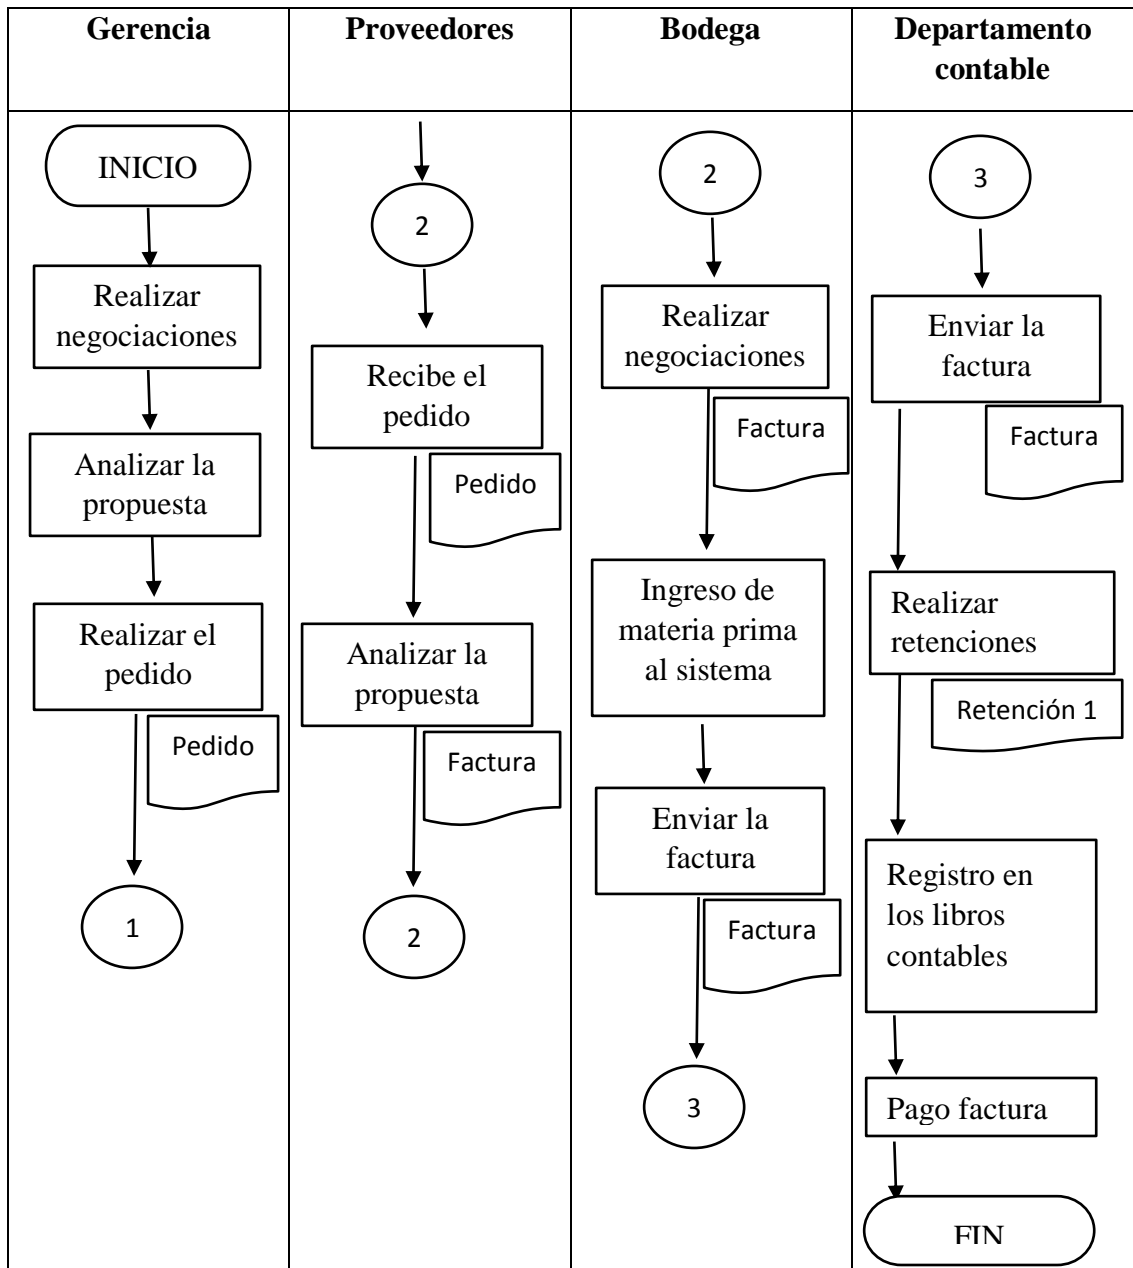 Gerencia
Proveedores
Bodega
Departamento
contable
INICIO
Realizar
negociaciones
Analizar la
propuesta
Realizar el
pedido
Pedido
1
2
Recibe el
pedido
Pedido
Analizar la
propuesta
Factura
2
2
Realizar
negociaciones
Factura
Ingreso de
materia prima
al sistema
Enviar la
factura
Factura
3
3
Enviar la
factura
Factura
Realizar
retenciones
Retención 1
Registro en
los libros
contables
Pago factura
FIN